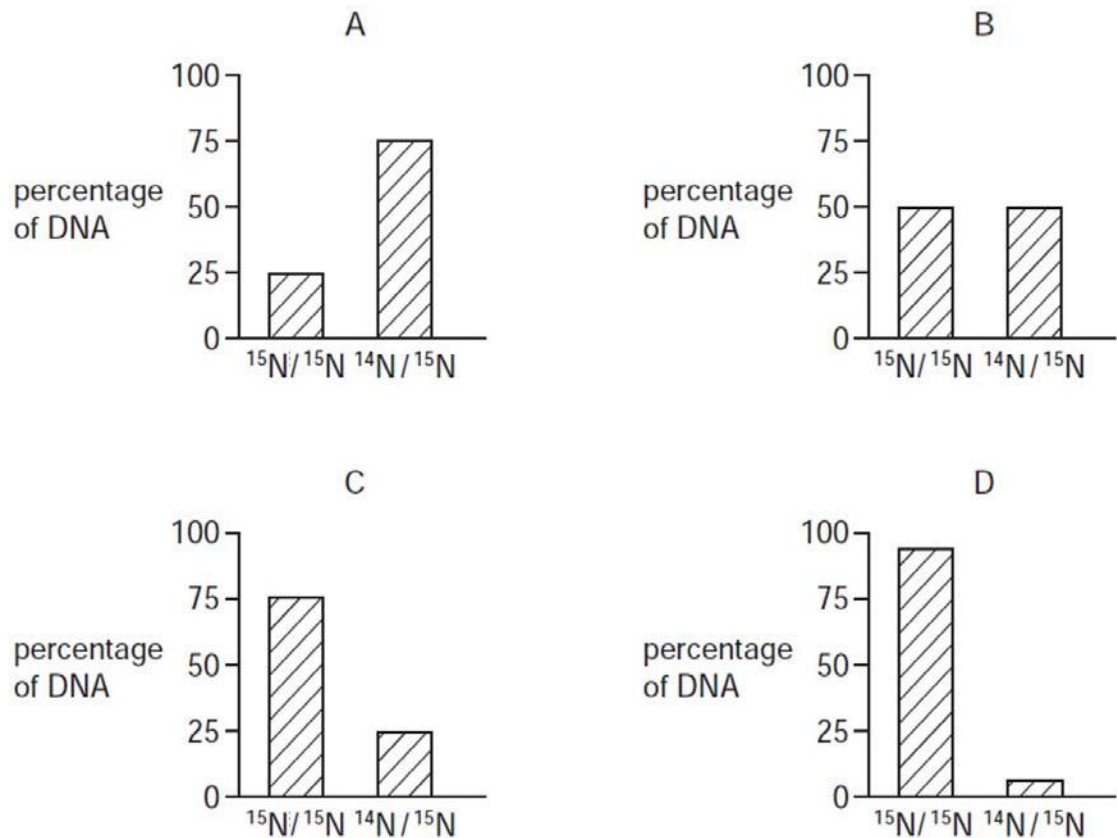 A
B
100
75
50
25
0
percentage
of DNA
¹⁵N/ ¹⁵N ¹⁴N/ ¹⁵N
100
75
50
25
0
percentage
of DNA
¹⁵N/ ¹⁵N ¹⁴N/ ¹⁵N
C
D
100
75
50
25
0
percentage
of DNA
¹⁵N/ ¹⁵N ¹⁴N/ ¹⁵N
100
75
50
25
0
percentage
of DNA
¹⁵N/ ¹⁵N ¹⁴N/ ¹⁵N